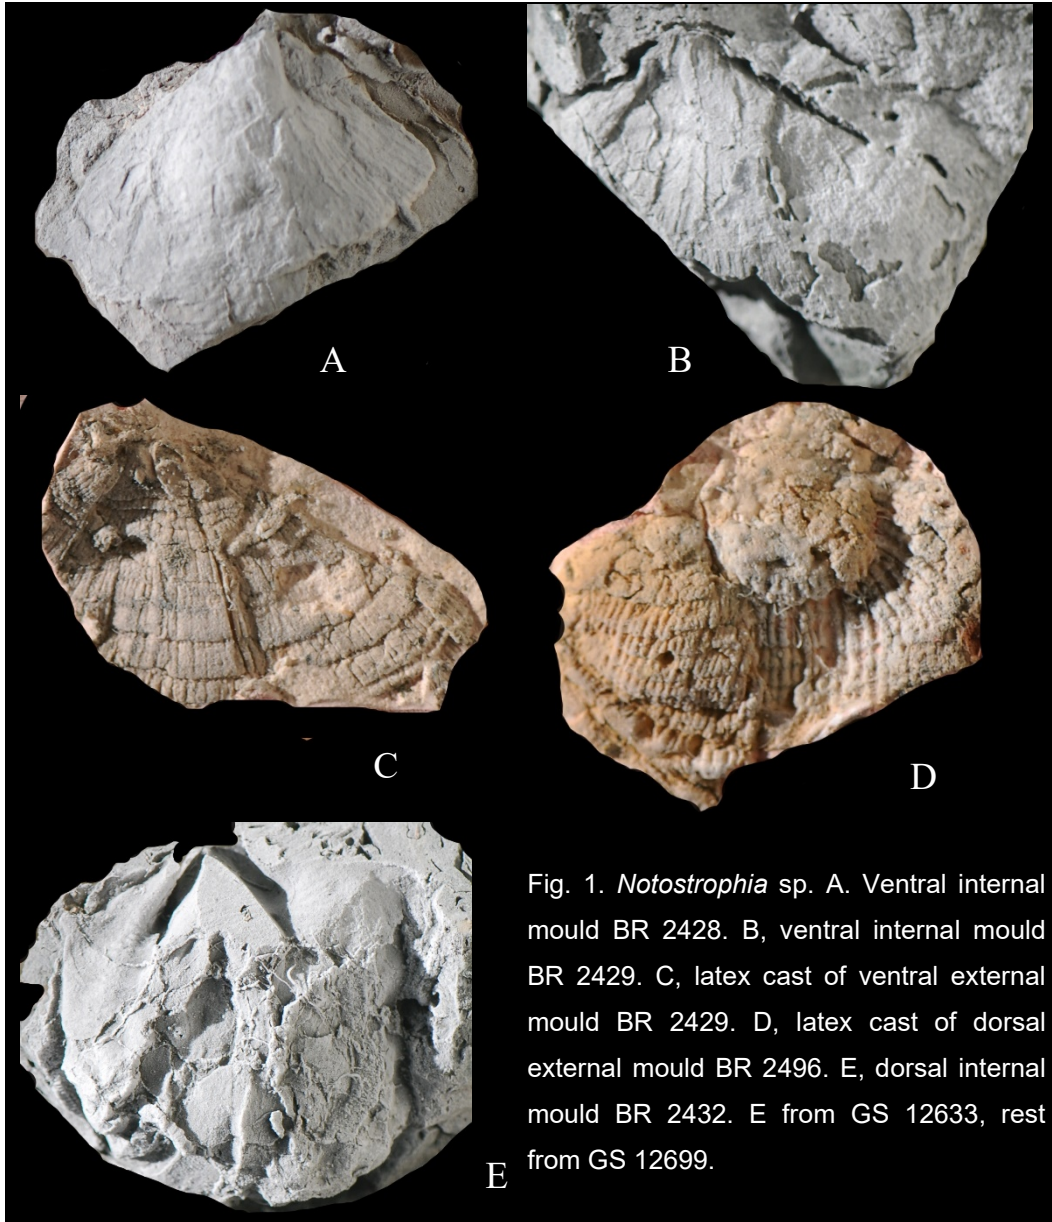 A
B
C
D
Fig. 1. Notostrophia sp. A. Ventral internal
mould BR 2428. B, ventral internal mould
BR 2429. C, latex cast of ventral external
mould BR 2429. D, latex cast of dorsal
external mould BR 2496. E, dorsal internal
mould BR 2432. E from GS 12633, rest
from GS 12699.
E